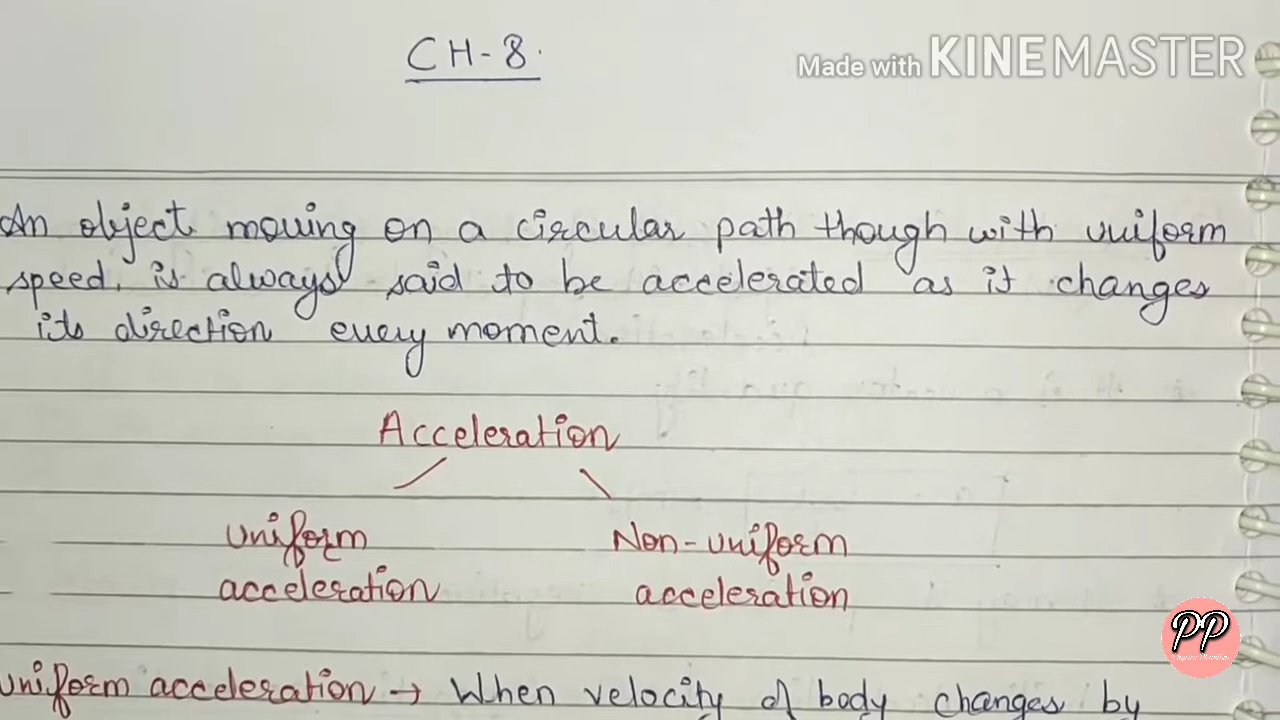 CH-8.
Made with KINEMASTER
An object moving on a circular path though with uniform
speed, is always said to be accelerated as it changes
its direction every moment.
Acceleration
Uniform Non-uniform
acceleration acceleration
PP
Uniform acceleration → When velocity of body changes by